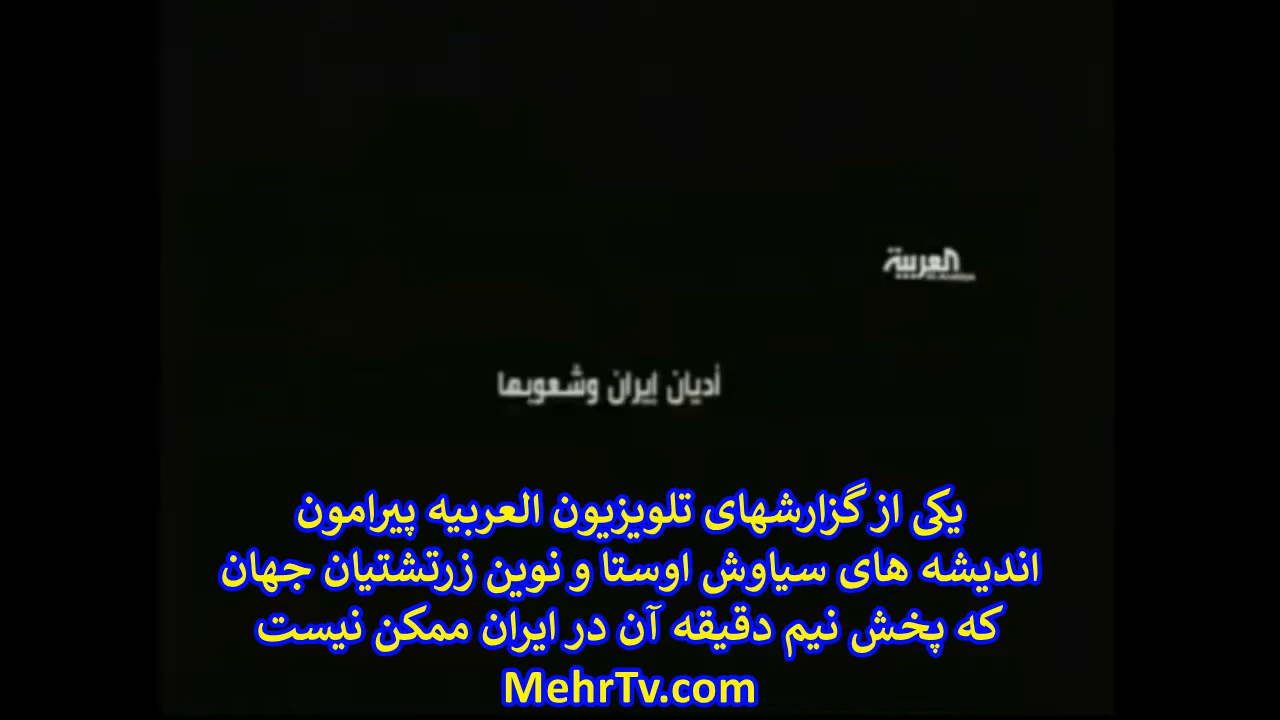 العربية
أديان إيران وشعوبها
یکی از گزارشهای تلویزیون العربیه پیرامون
اندیشه های سیاوش اوستا و نوین زرتشتیان جهان
که پخش نیم دقیقه آن در ایران ممکن نیست
MehrTv.com